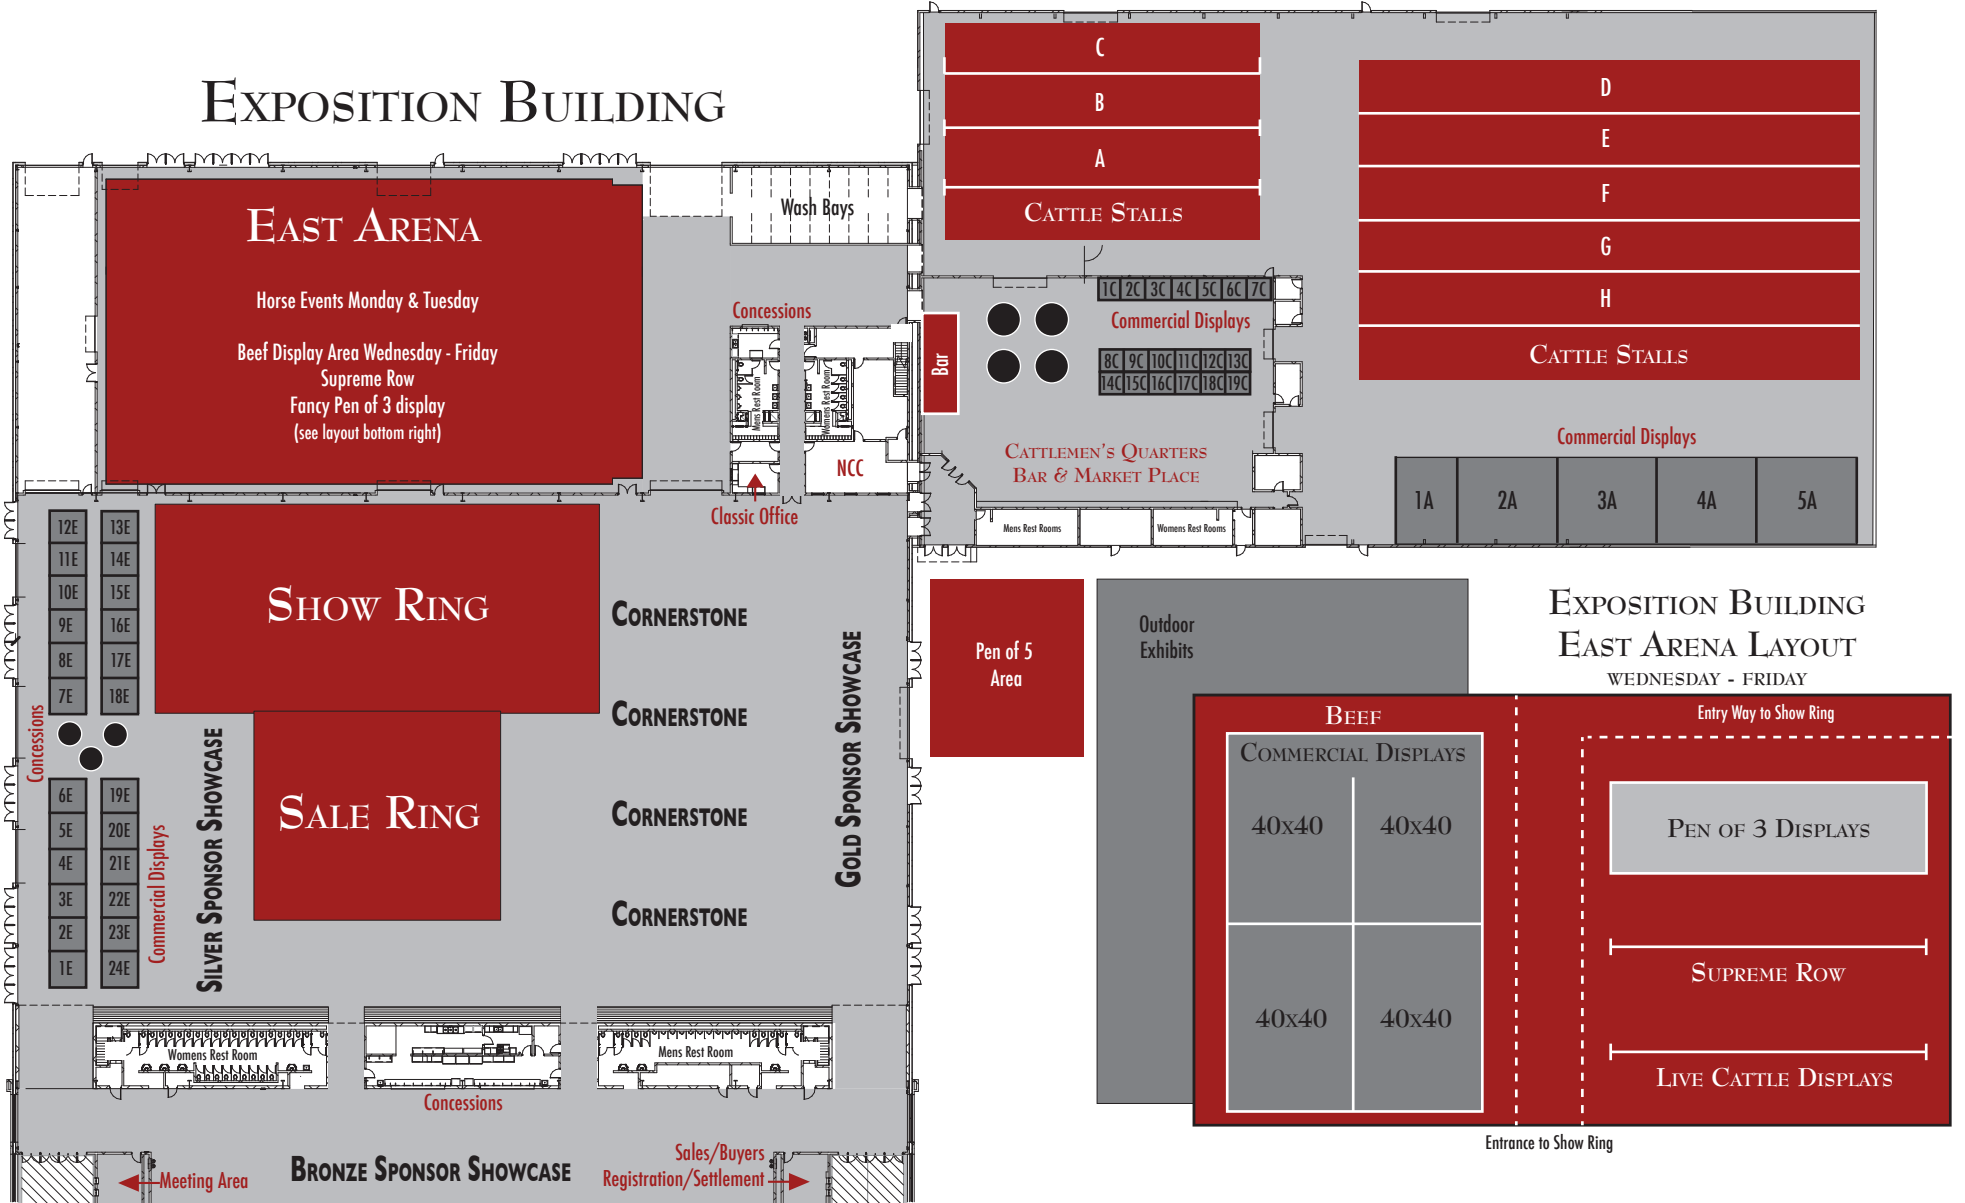 EXPOSITION BUILDING
EAST ARENA
Horse Events Monday & Tuesday
Beef Display Area Wednesday - Friday
Supreme Row
Fancy Pen of 3 display
(see layout bottom right)
Wash Bays
Concessions
Mens Rest Room
Womens Rest Room
NCC
Classic Office
C
B
A
CATTLE STALLS
D
E
F
G
H
CATTLE STALLS
1C 2C 3C 4C 5C 6C 7C
Commercial Displays
8C 9C 10C 11C 12C 13C
14C 15C 16C 17C 18C 19C
Bar
CATTLEMEN'S QUARTERS
BAR & MARKET PLACE
Mens Rest Rooms
Womens Rest Rooms
Commercial Displays
1A 2A 3A 4A 5A
12E 13E
11E 14E
10E 15E
9E 16E
8E 17E
7E 18E
Concessions
6E 19E
5E 20E
4E 21E
3E 22E
2E 23E
1E 24E
Commercial Displays
SILVER SPONSOR SHOWCASE
SHOW RING
SALE RING
CORNERSTONE
CORNERSTONE
CORNERSTONE
CORNERSTONE
GOLD SPONSOR SHOWCASE
Womens Rest Room
Mens Rest Room
Concessions
Meeting Area
BRONZE SPONSOR SHOWCASE
Sales/Buyers
Registration/Settlement
Pen of 5
Area
Outdoor
Exhibits
EXPOSITION BUILDING
EAST ARENA LAYOUT
WEDNESDAY - FRIDAY
BEEF
COMMERCIAL DISPLAYS
40X40 40X40
40X40 40X40
Entry Way to Show Ring
PEN OF 3 DISPLAYS
SUPREME ROW
LIVE CATTLE DISPLAYS
Entrance to Show Ring